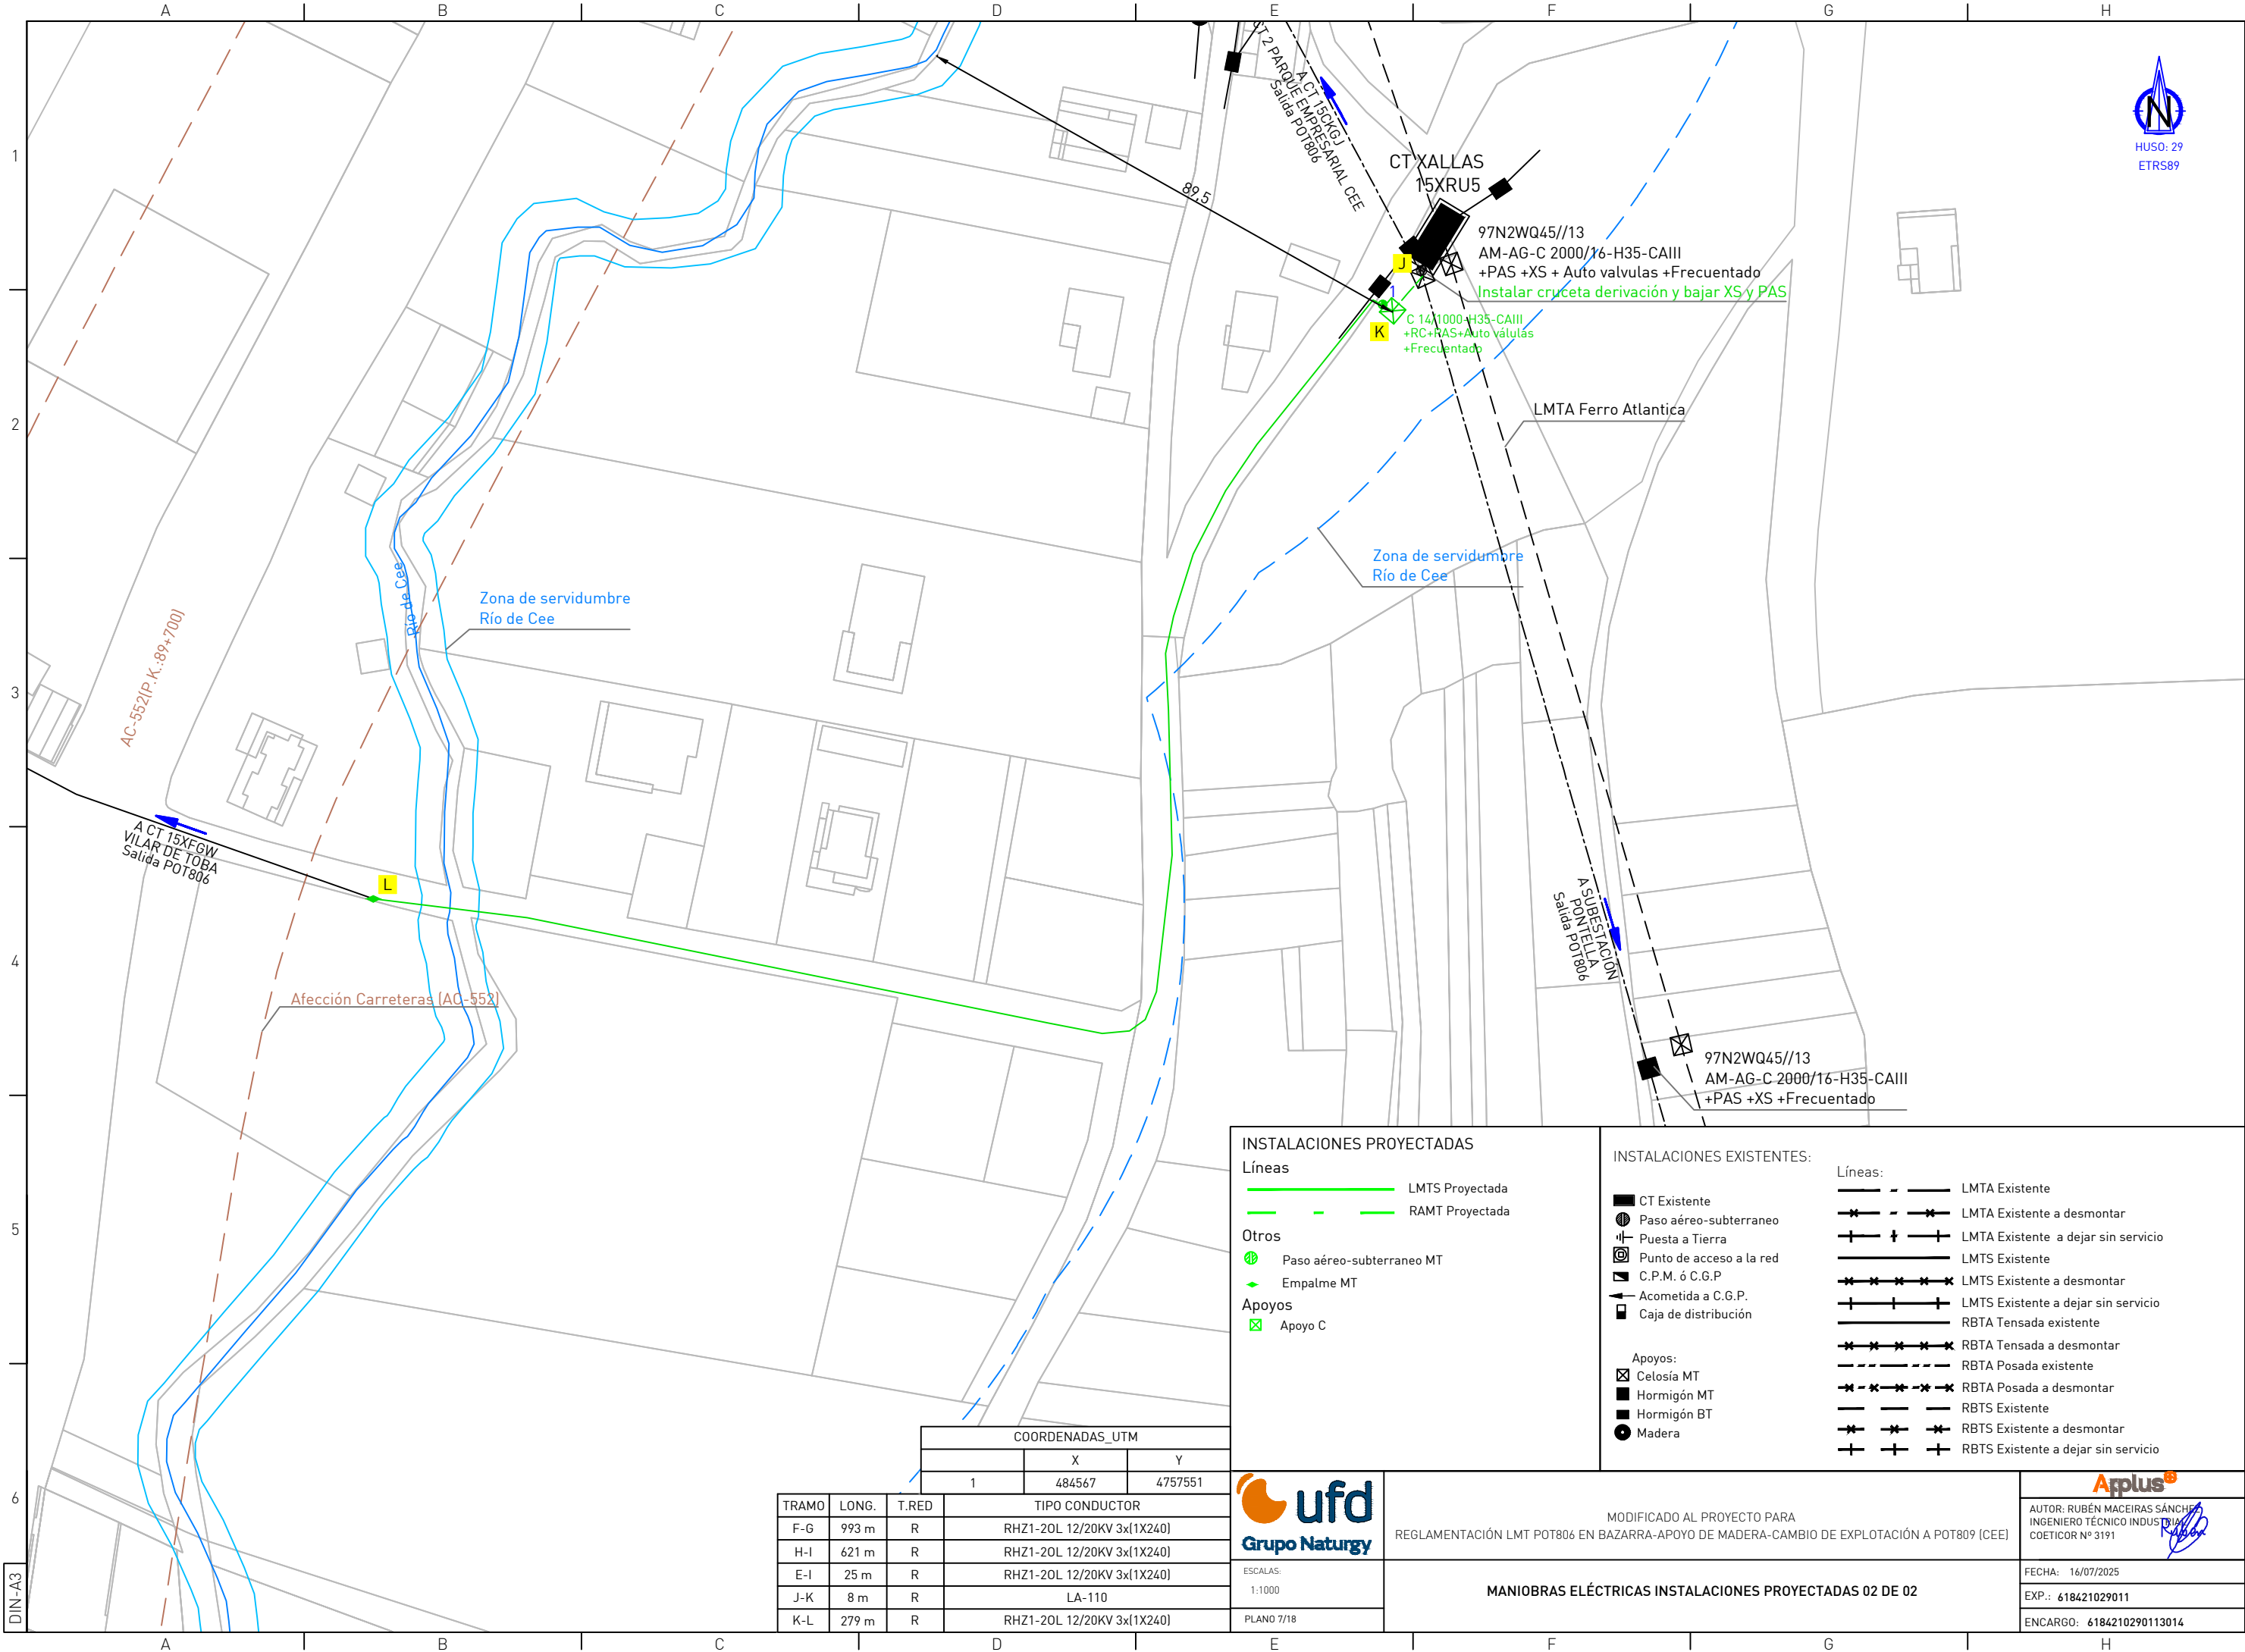 A B C D E F G H
1
2
3
4
5
6
DIN-A3
N
HUSO: 29
ETRS89
CT 2 PARQUE EMPRESARIAL CEE
A CT 15CKGJ
Salida POT806
89,5
CT XALLAS
15XRU5
97N2WQ45//13
AM-AG-C 2000/16-H35-CAIII
+PAS +XS + Auto valvulas +Frecuentado
Instalar cruceta derivación y bajar XS y PAS
J
1
K
C 14/1000-H35-CAIII
+RC+PAS+Auto válulas
+Frecuentado
LMTA Ferro Atlantica
Zona de servidumbre
Río de Cee
Río de Cee
Zona de servidumbre
Río de Cee
AC-552(P.K.:89+700)
A CT 15XFGW
VILAR DE TOBA
Salida POT806
L
A SUBESTACIÓN
PONTELLA
Salida POT806
Afección Carreteras (AC-552)
97N2WQ45//13
AM-AG-C 2000/16-H35-CAIII
+PAS +XS +Frecuentado
INSTALACIONES PROYECTADAS
Líneas
LMTS Proyectada
RAMT Proyectada
Otros
Paso aéreo-subterraneo MT
Empalme MT
Apoyos
Apoyo C
INSTALACIONES EXISTENTES:
CT Existente
Paso aéreo-subterraneo
Puesta a Tierra
Punto de acceso a la red
C.P.M. ó C.G.P
Acometida a C.G.P.
Caja de distribución
Apoyos:
Celosía MT
Hormigón MT
Hormigón BT
Madera
Líneas:
LMTA Existente
LMTA Existente a desmontar
LMTA Existente a dejar sin servicio
LMTS Existente
LMTS Existente a desmontar
LMTS Existente a dejar sin servicio
RBTA Tensada existente
RBTA Tensada a desmontar
RBTA Posada existente
RBTA Posada a desmontar
RBTS Existente
RBTS Existente a desmontar
RBTS Existente a dejar sin servicio
COORDENADAS_UTM
X Y
1 484567 4757551
TRAMO LONG. T.RED TIPO CONDUCTOR
F-G 993 m R RHZ1-2OL 12/20KV 3x(1X240)
H-I 621 m R RHZ1-2OL 12/20KV 3x(1X240)
E-I 25 m R RHZ1-2OL 12/20KV 3x(1X240)
J-K 8 m R LA-110
K-L 279 m R RHZ1-2OL 12/20KV 3x(1X240)
ufd
Grupo Naturgy
ESCALAS:
1:1000
PLANO 7/18
MODIFICADO AL PROYECTO PARA
REGLAMENTACIÓN LMT POT806 EN BAZARRA-APOYO DE MADERA-CAMBIO DE EXPLOTACIÓN A POT809 (CEE)
MANIOBRAS ELÉCTRICAS INSTALACIONES PROYECTADAS 02 DE 02
Applus
AUTOR: RUBÉN MACEIRAS SÁNCHEZ
INGENIERO TÉCNICO INDUSTRIAL
COETICOR Nº 3191
Rubén
FECHA: 16/07/2025
EXP.: 618421029011
ENCARGO: 6184210290113014
A B C D E F G H